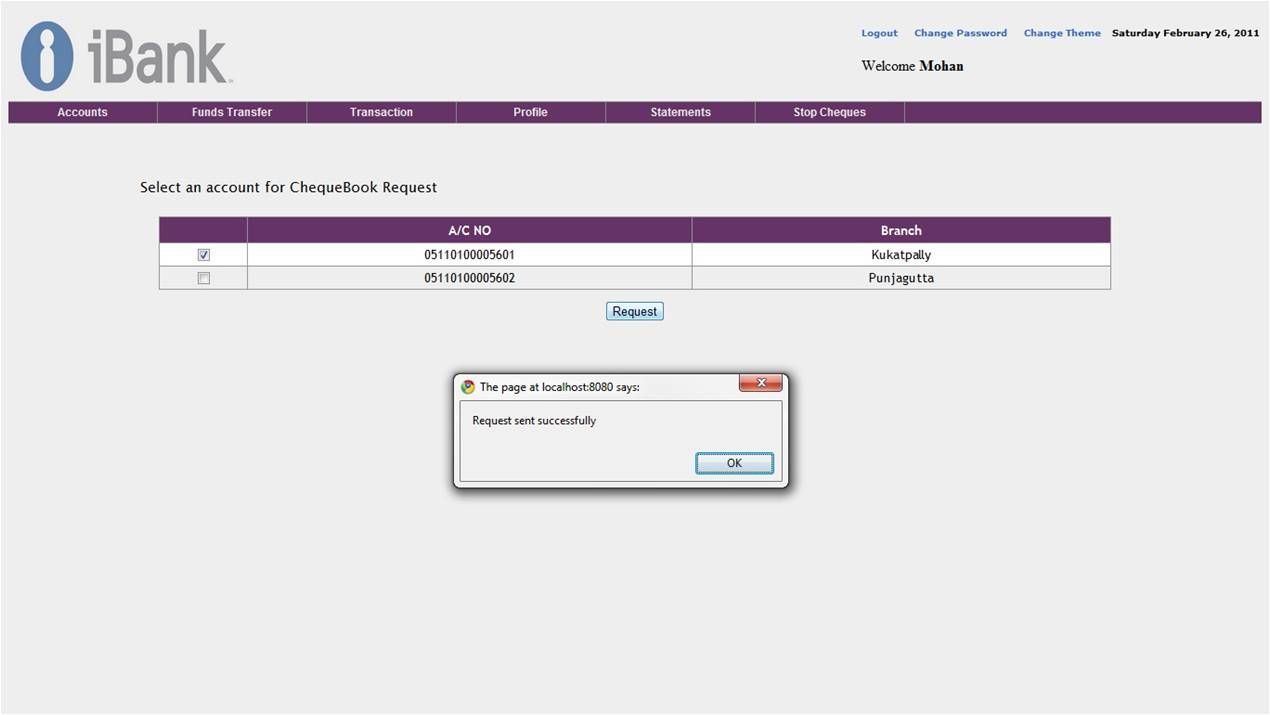 iBank
Logout Change Password Change Theme Saturday February 26, 2011
Welcome Mohan
Accounts Funds Transfer Transaction Profile Statements Stop Cheques
Select an account for ChequeBook Request
A/C NO Branch
05110100005601 Kukatpally
05110100005602 Punjagutta
Request
The page at localhost:8080 says:
Request sent successfully
OK